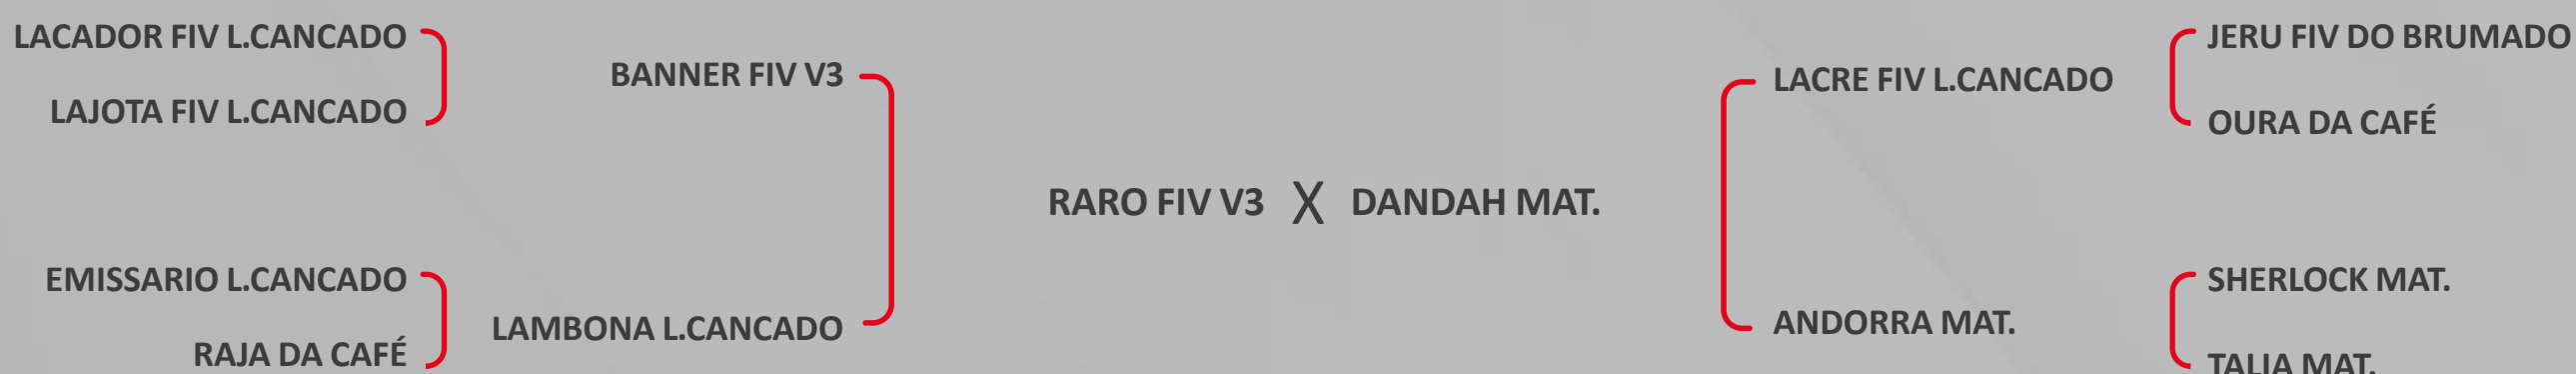 LACADOR FIV L.CANCADO
LAJOTA FIV L.CANCADO
BANNER FIV V3
EMISSARIO L.CANCADO
RAJA DA CAFÉ
LAMBONA L.CANCADO
RARO FIV V3 X DANDAH MAT.
LACRE FIV L.CANCADO
JERU FIV DO BRUMADO
OURA DA CAFÉ
ANDORRA MAT.
SHERLOCK MAT.
TALIA MAT.